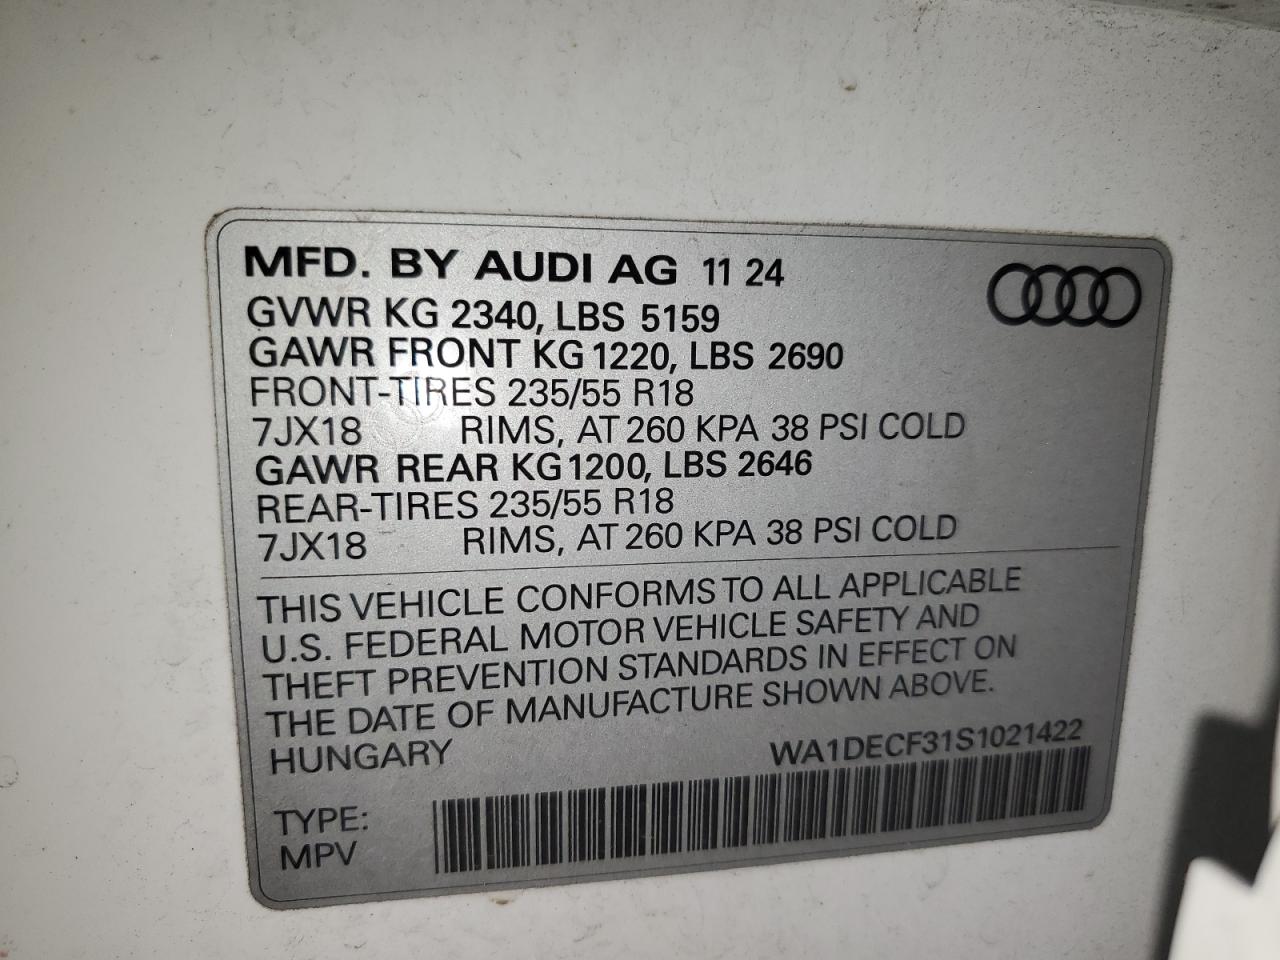 MFD. BY AUDI AG 11 24
GVWR KG 2340, LBS 5159
GAWR FRONT KG 1220, LBS 2690
FRONT-TIRES 235/55 R18
7JX18 RIMS, AT 260 KPA 38 PSI COLD
GAWR REAR KG 1200, LBS 2646
REAR-TIRES 235/55 R18
7JX18 RIMS, AT 260 KPA 38 PSI COLD
THIS VEHICLE CONFORMS TO ALL APPLICABLE
U.S. FEDERAL MOTOR VEHICLE SAFETY AND
THEFT PREVENTION STANDARDS IN EFFECT ON
THE DATE OF MANUFACTURE SHOWN ABOVE.
HUNGARY WA1DECF31S1021422
TYPE:
MPV